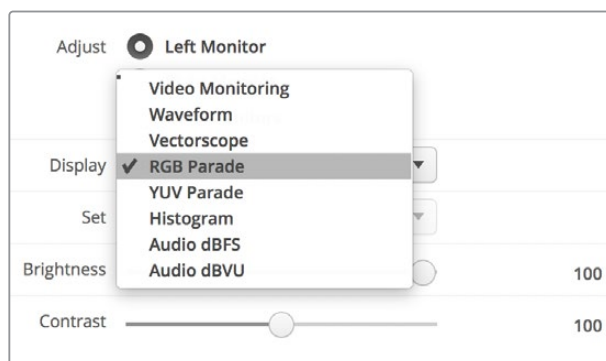 Adjust Left Monitor
Video Monitoring
Waveform
Vectorscope
Display ✓ RGB Parade
YUV Parade
Set Histogram
Audio dBFS
Brightness Audio dBVU 100
Contrast 100